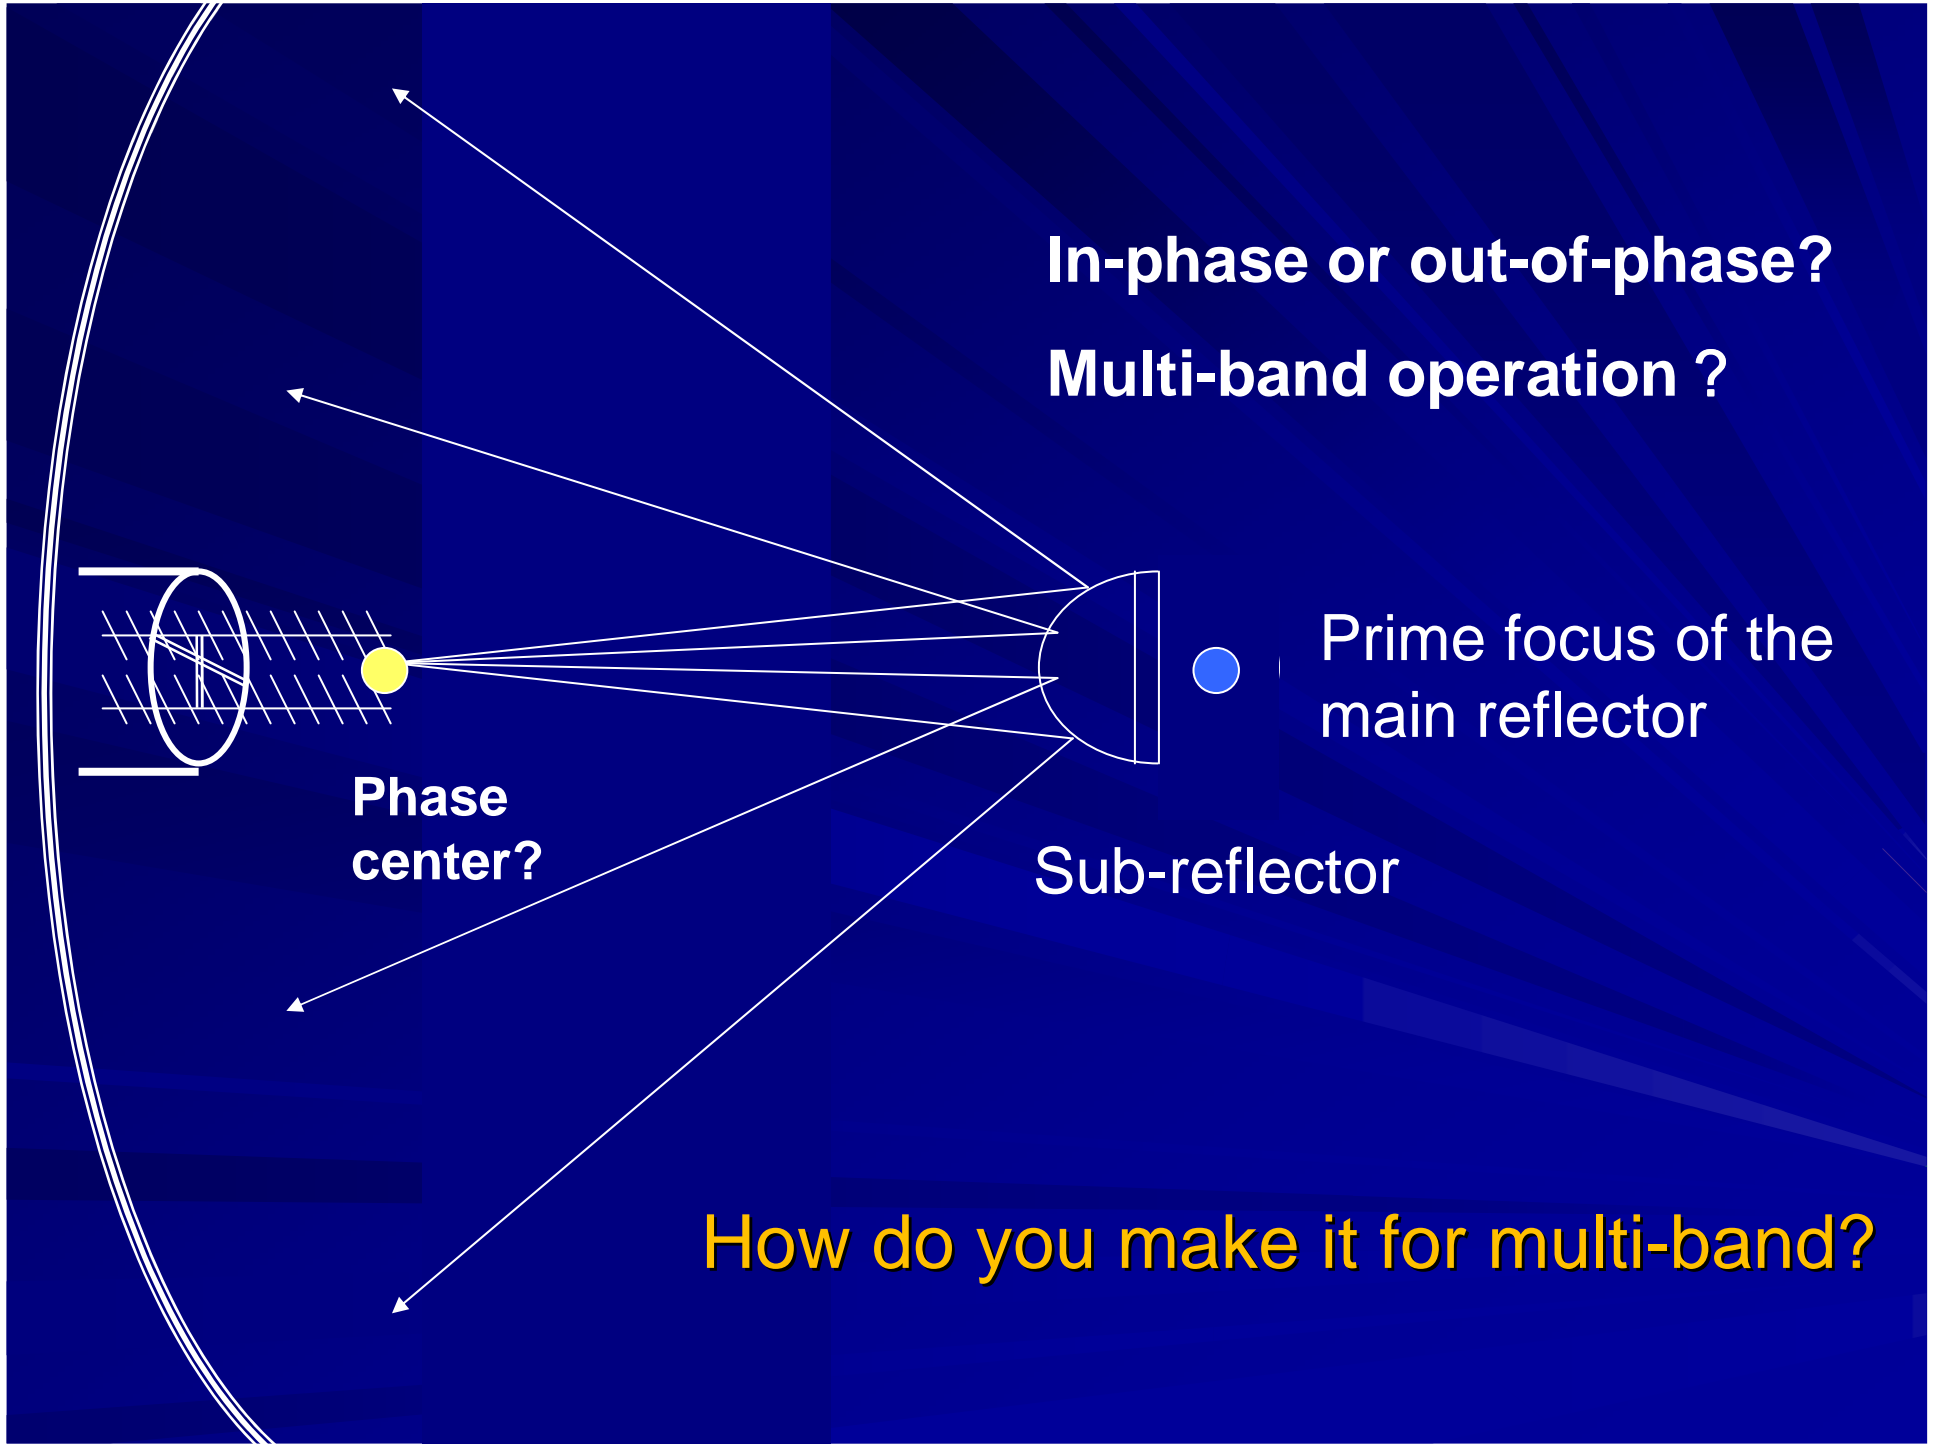 In-phase or out-of-phase?
Multi-band operation ?
Prime focus of the
main reflector
Phase
center?
Sub-reflector
How do you make it for multi-band?